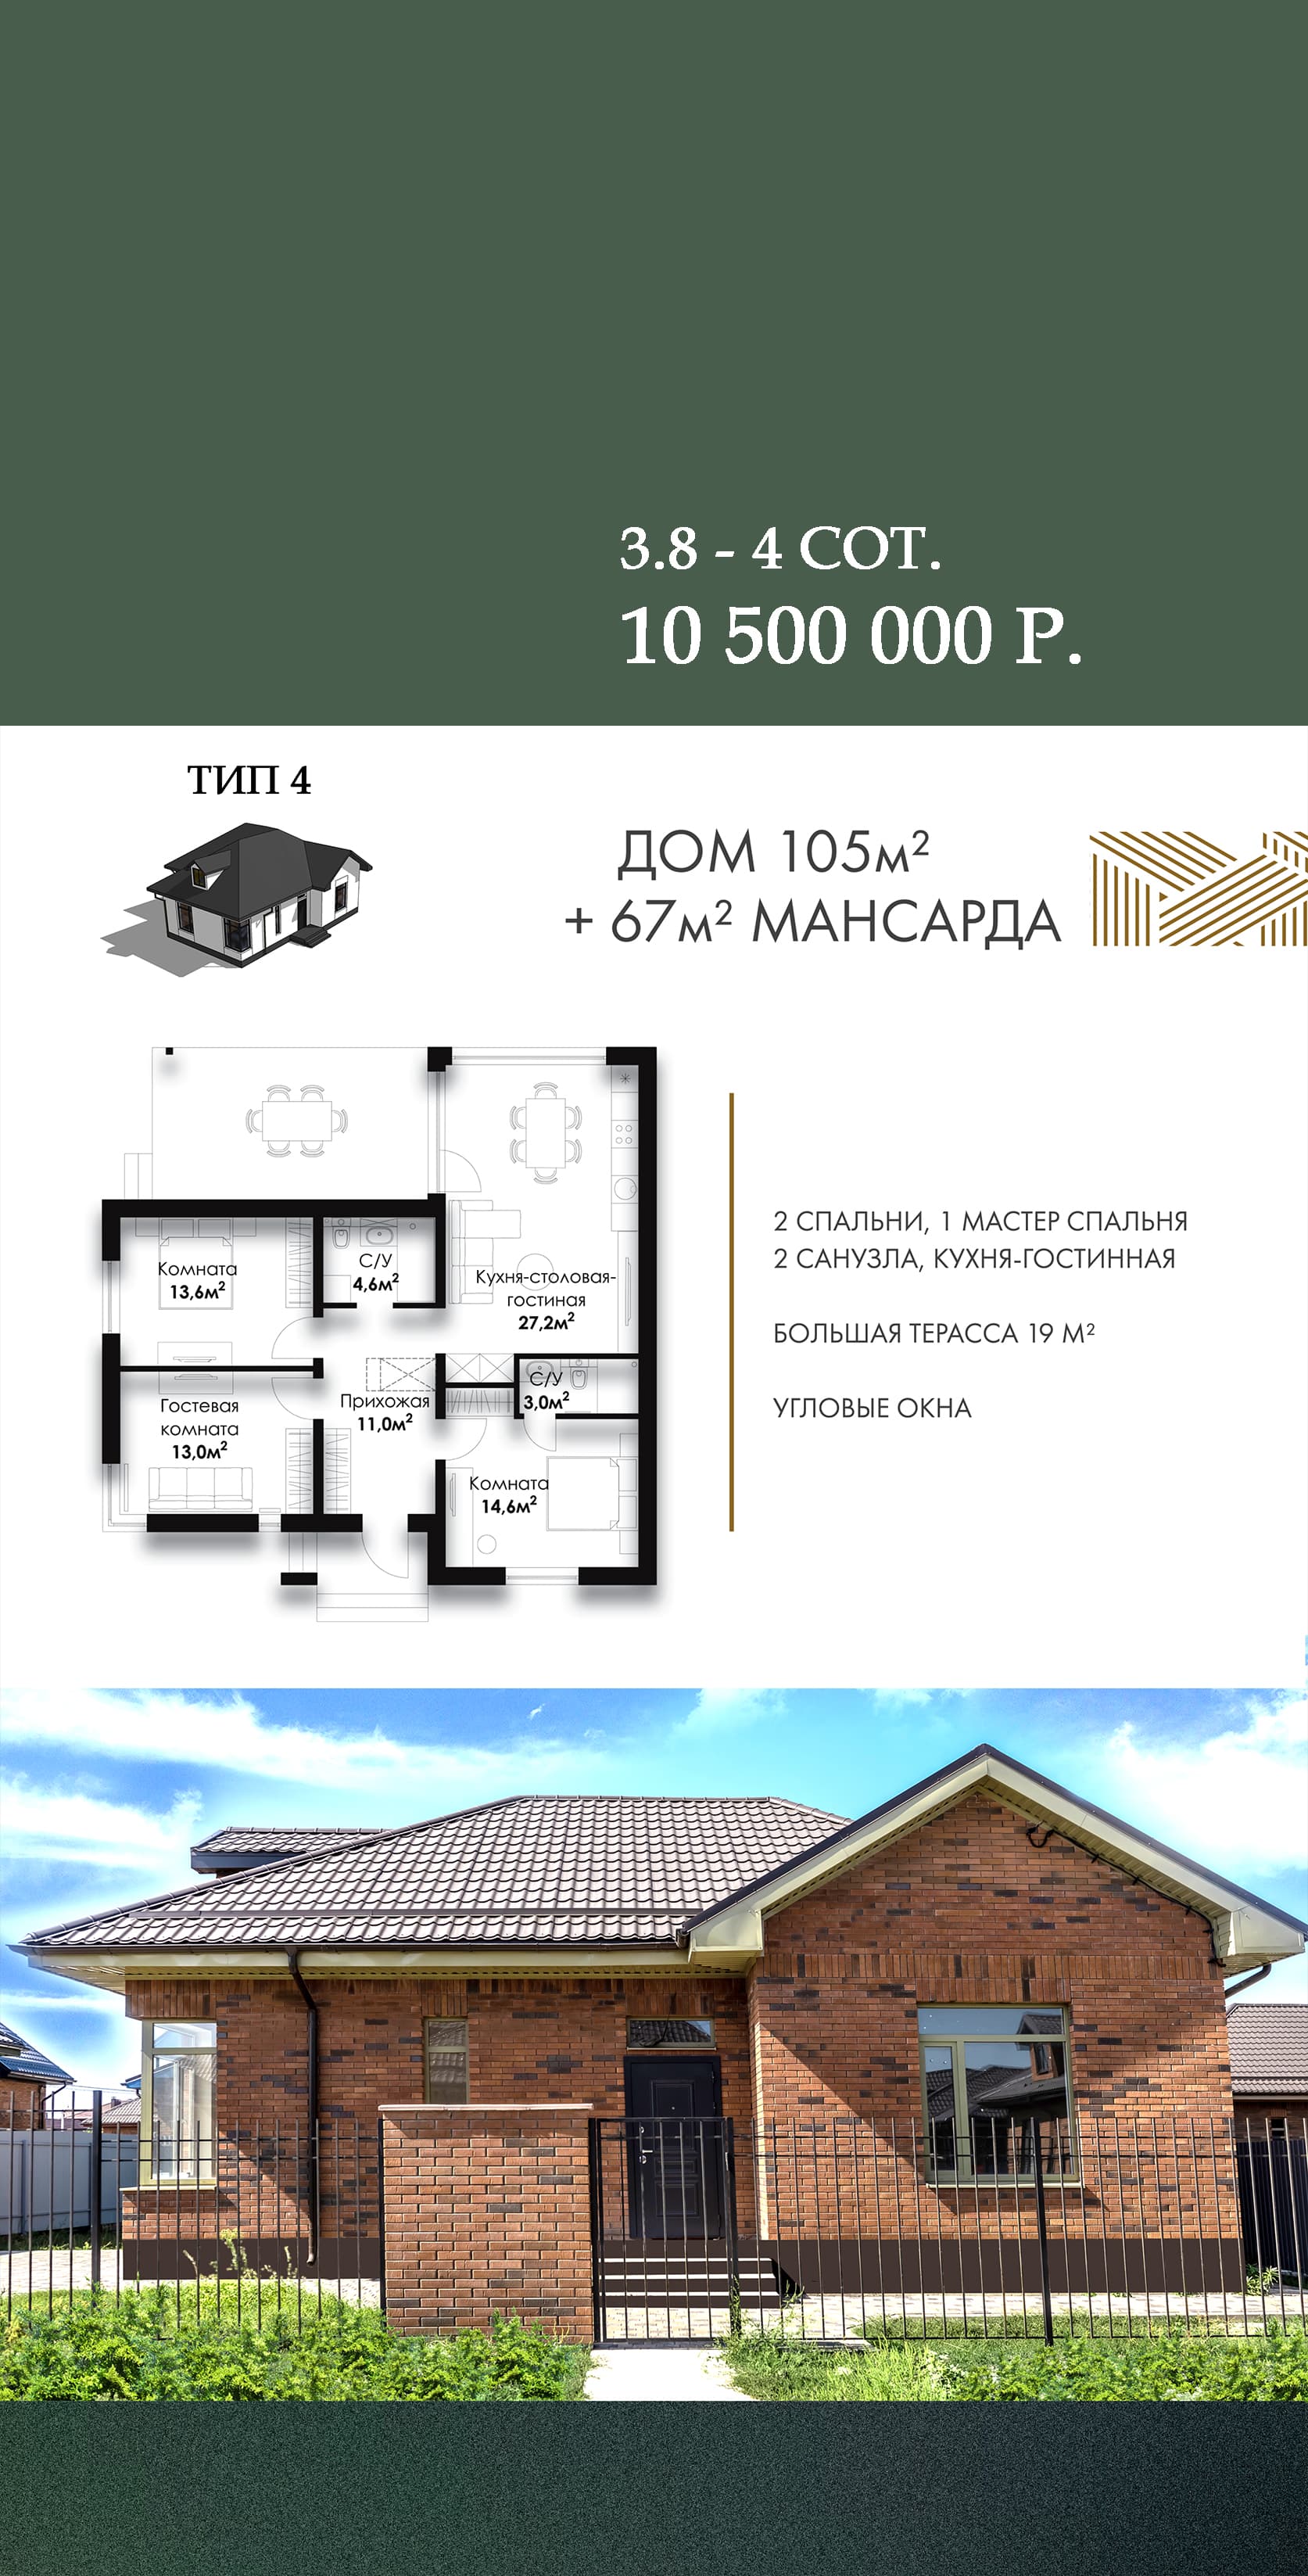 3.8 - 4 СОТ.
10 500 000 Р.
ТИП 4
ДОМ 105м²
+ 67м² МАНСАРДА
Комната
13,6м²
С/У
4,6м²
Кухня-столовая-
гостиная
27,2м²
Гостевая
комната
13,0м²
Прихожая
11,0м²
С/У
3,0м²
Комната
14,6м²
2 СПАЛЬНИ, 1 МАСТЕР СПАЛЬНЯ
2 САНУЗЛА, КУХНЯ-ГОСТИННАЯ
БОЛЬШАЯ ТЕРАССА 19 М²
УГЛОВЫЕ ОКНА